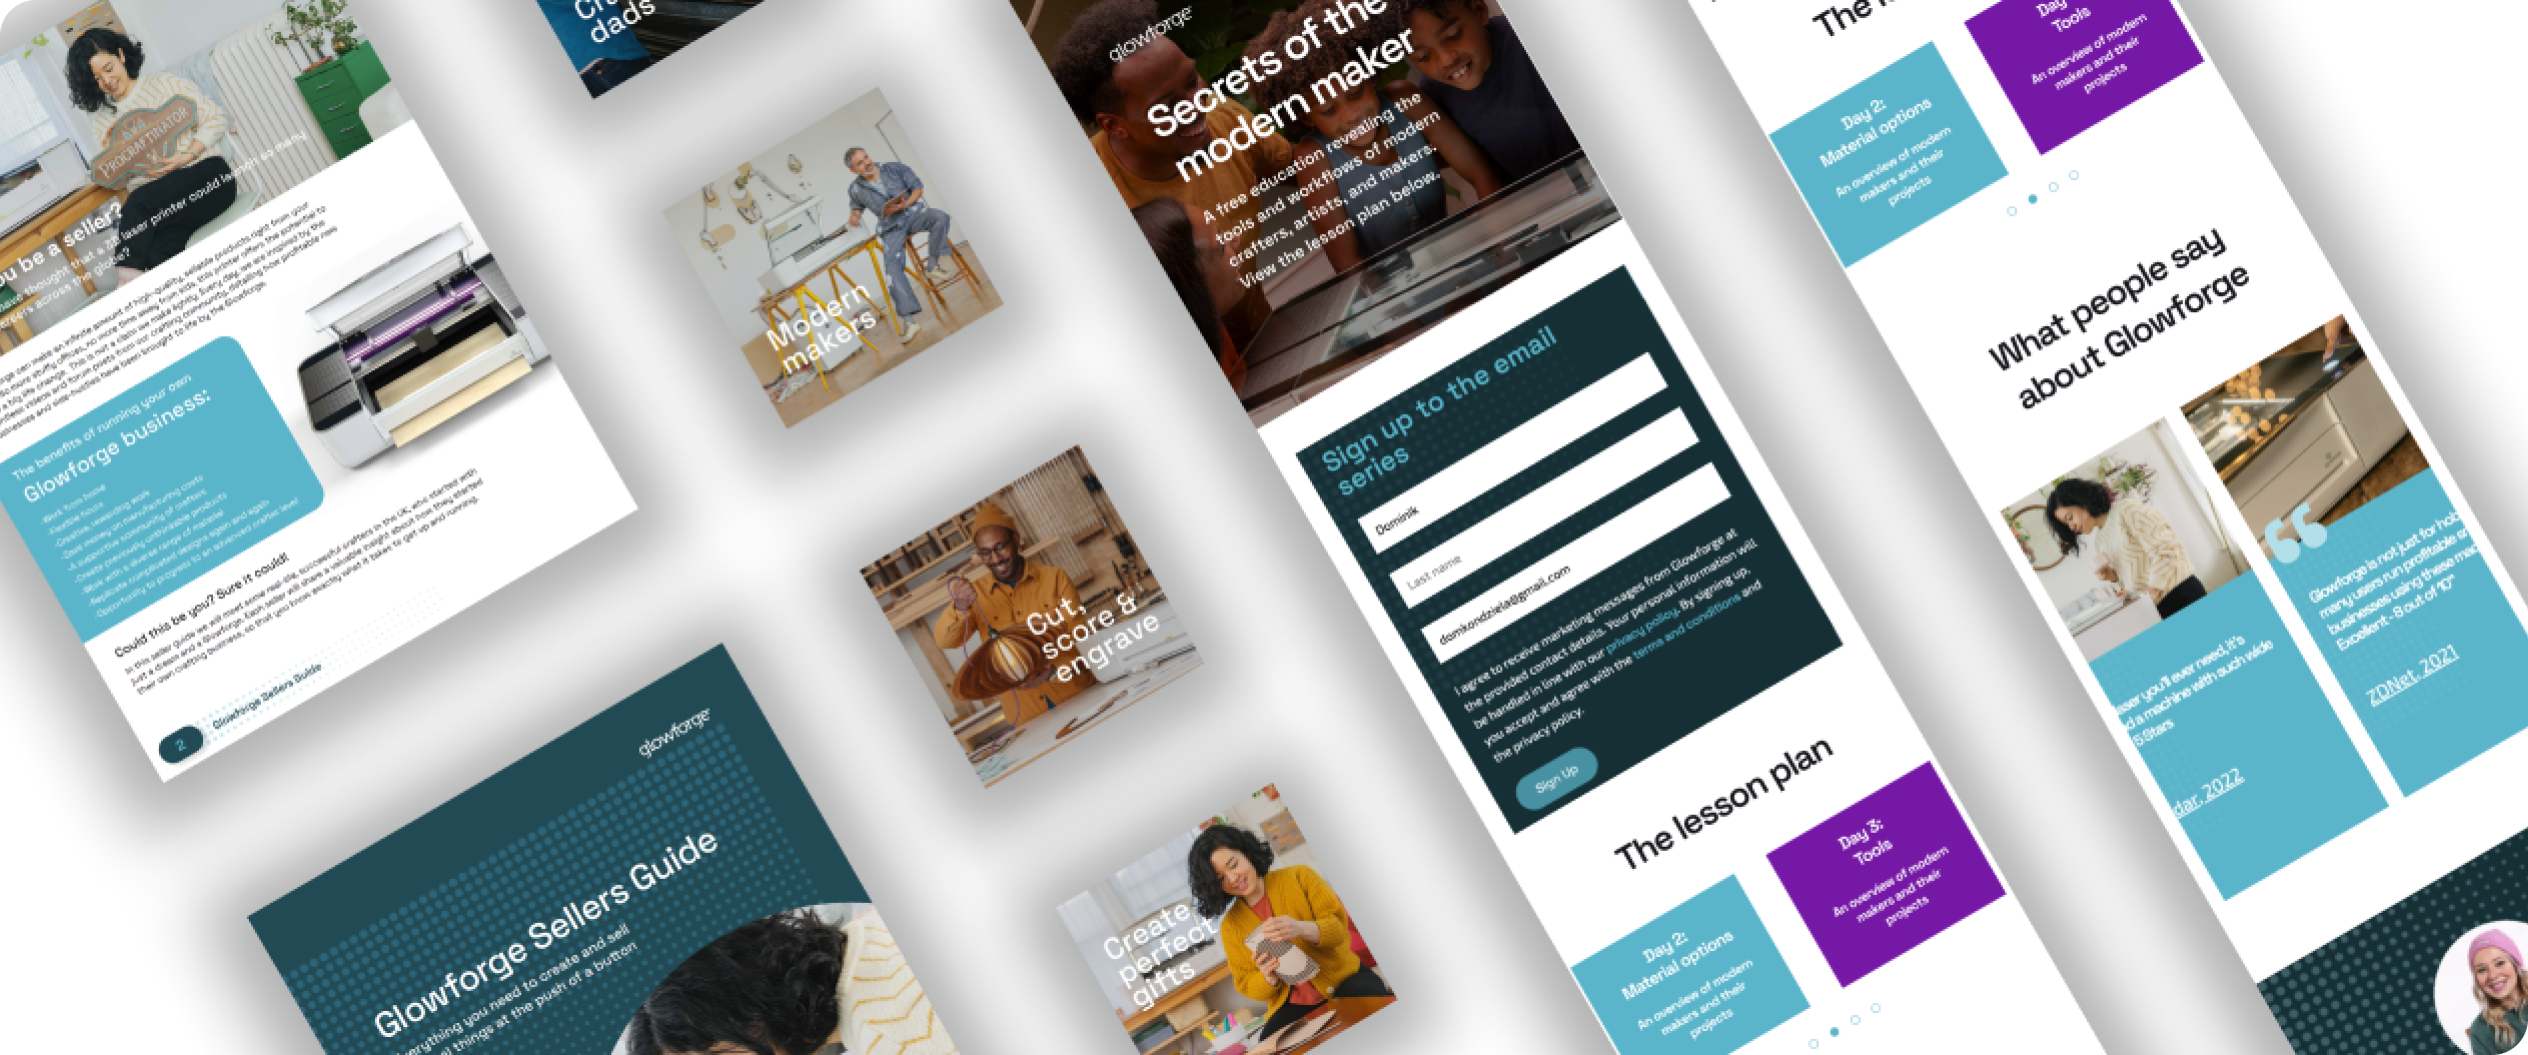 PROCRAFTINATOR
ou be a seller?
have thought that a 3D laser printer could launch so many
careers across the globe?
The benefits of running your own
Glowforge business:
-Work from home
-Flexible hours
-Creative, rewarding work
-Save money on manufacturing costs
-A supportive community of crafters
-Create previously unthinkable products
-Work with a diverse range of material
-Replicate complicated designs again and again
-Opportunity to progress to an advanced crafter level
Could this be you? Sure it could!
In this seller guide we will meet some real-life, successful crafters in the UK, who started with
just a dream and a Glowforge. Each seller will share a valuable insight about how they started
their own crafting business, so that you know exactly what it takes to get up and running.
2
Glowforge Sellers Guide
glowforge
Glowforge Sellers Guide
everything you need to create and sell
things at the push of a button
dads
Modern
makers
Cut,
score &
engrave
Create
perfect
gifts
glowforge
Secrets of the
modern maker
A free education revealing the
tools and workflows of modern
crafters, artists, and makers.
View the lesson plan below.
Sign up to the email
series
Dominik
Last name
domkondziela@gmail.com
I agree to receive marketing messages from Glowforge at
the provided contact details. Your personal information will
be handled in line with our privacy policy. By signing up,
you accept and agree with the terms and conditions and
the privacy policy.
Sign Up
The lesson plan
Day 2:
Material options
An overview of modern
makers and their
projects
Day 3:
Tools
An overview of modern
makers and their
projects
The
Day 2:
Material options
An overview of modern
makers and their
projects
Day
Tools
An overview of modern
makers and their
projects
What people say
about Glowforge
laser you'll ever need, it's
a machine with such wide
5 Stars
dar, 2022
“
Glowforge is not just for hob
many users run profitable
businesses using these mac
Excellent - 8 out of 10"
ZDNet, 2021